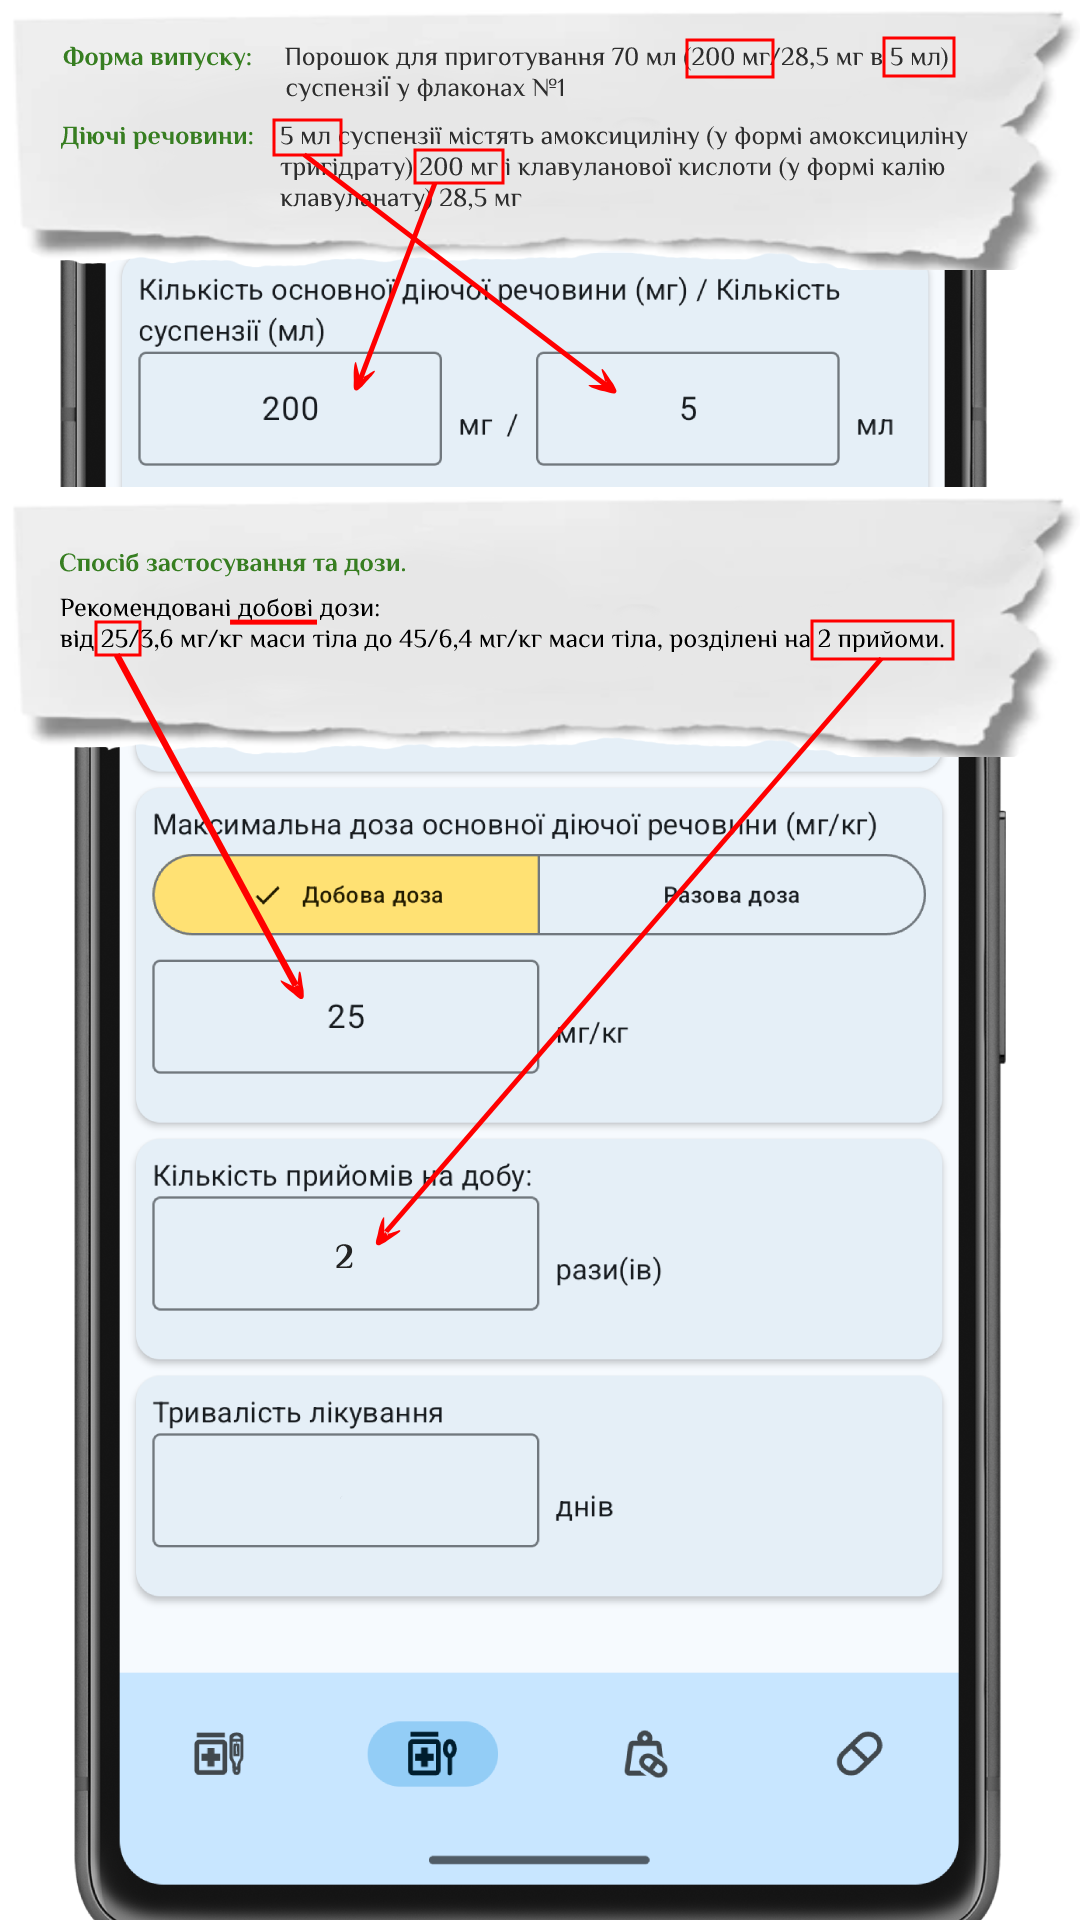 Форма випуску: Порошок для приготування 70 мл (200 мг/28,5 мг в 5 мл)
суспензії у флаконах №1
Діючі речовини: 5 мл суспензії містять амоксициліну (у формі амоксициліну
тригідрату) 200 мг і клавуланової кислоти (у формі калію
клавуланату) 28,5 мг
Кількість основної діючої речовини (мг) / Кількість
суспензії (мл)
200 мг / 5 мл
Спосіб застосування та дози.
Рекомендовані добові дози:
від 25/3,6 мг/кг маси тіла до 45/6,4 мг/кг маси тіла, розділені на 2 прийоми.
Максимальна доза основної діючої речовини (мг/кг)
Добова доза Разова доза
25 мг/кг
Кількість прийомів на добу:
2 рази(ів)
Тривалість лікування
днів